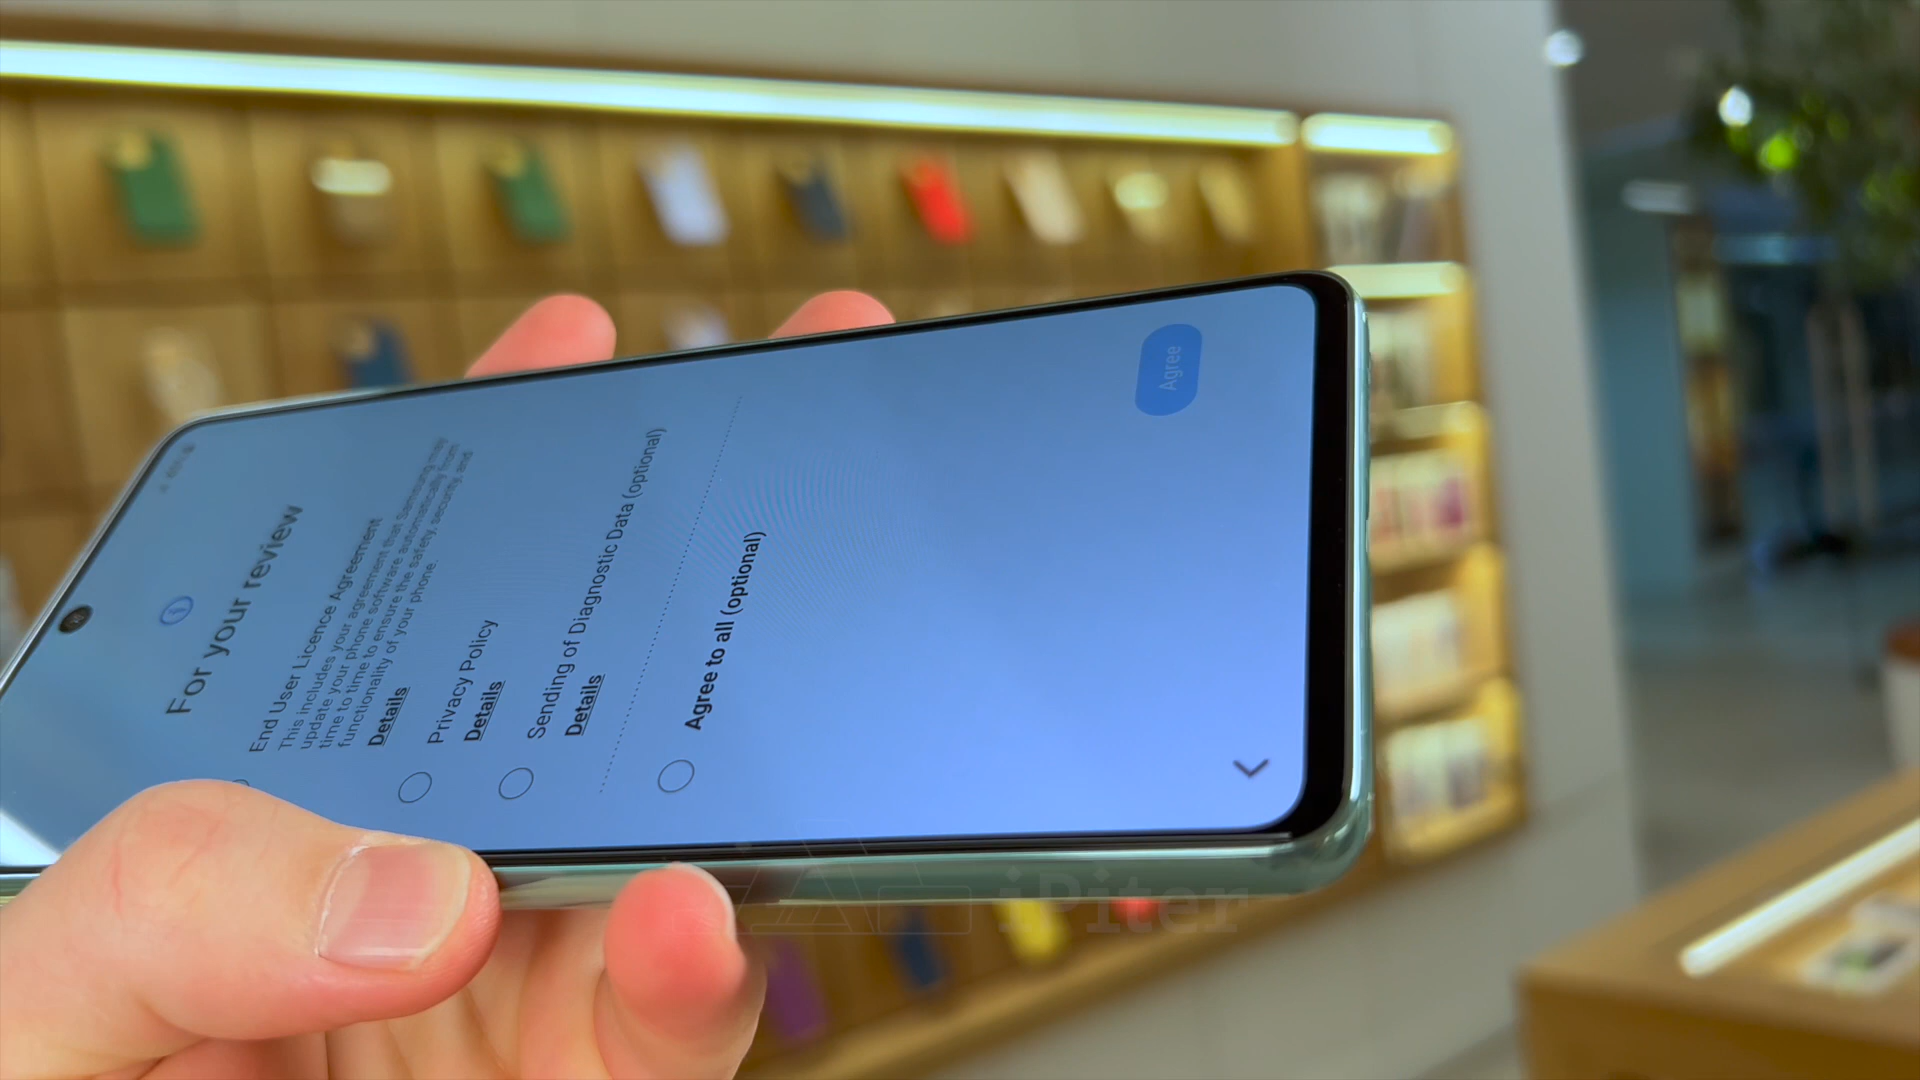 For your review
End User Licence Agreement
This includes your agreement that Samsung may
update your phone software automatically from
time to time to ensure the safety, security, and
functionality of your phone.
Details
Privacy Policy
Details
Sending of Diagnostic Data (optional)
Details
Agree to all (optional)
Agree
iPiter